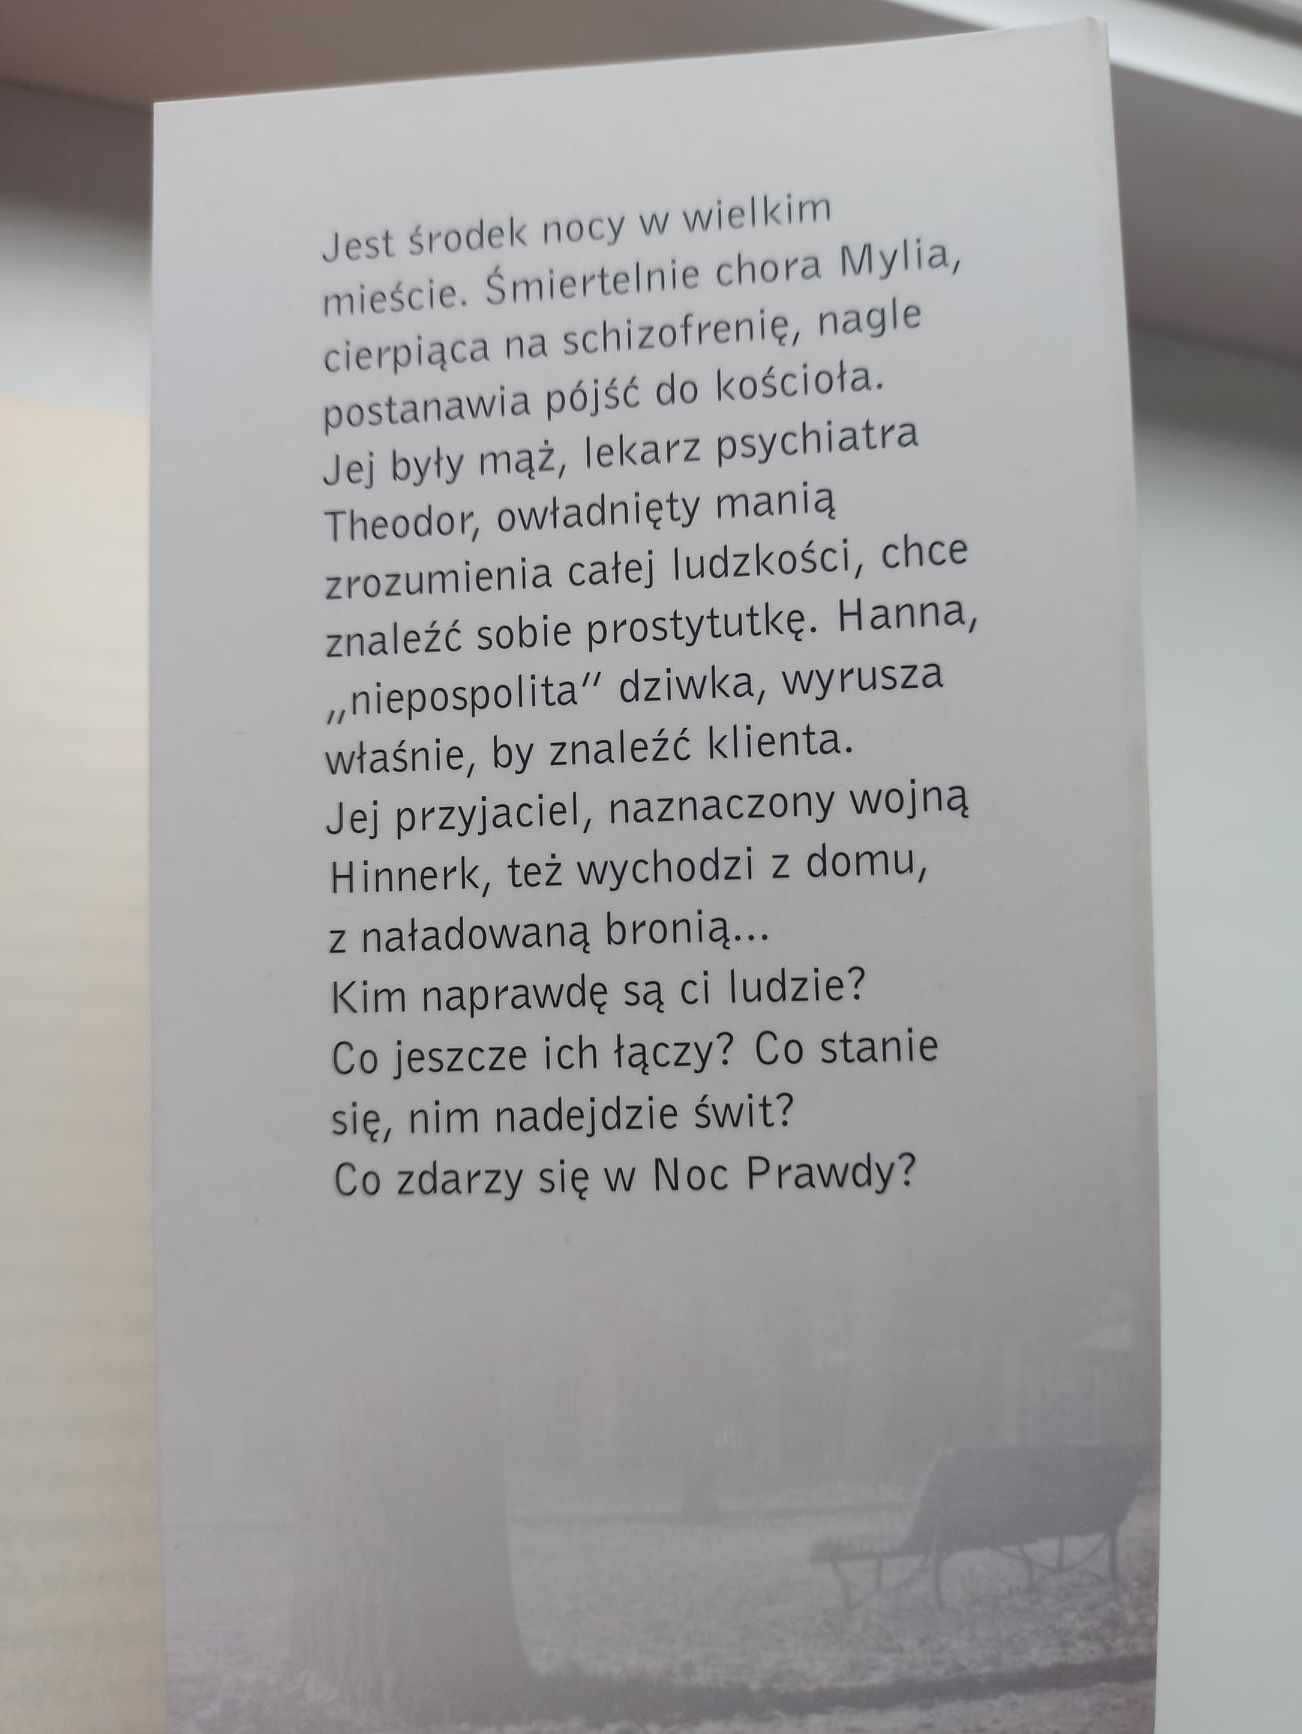 Jest środek nocy w wielkim
mieście. Śmiertelnie chora Mylia,
cierpiąca na schizofrenię, nagle
postanawia pójść do kościoła.
Jej były mąż, lekarz psychiatra
Theodor, owładnięty manią
zrozumienia całej ludzkości, chce
znaleźć sobie prostytutkę. Hanna,
„niepospolita” dziwka, wyrusza
właśnie, by znaleźć klienta.
Jej przyjaciel, naznaczony wojną
Hinnerk, też wychodzi z domu,
z naładowaną bronią...
Kim naprawdę są ci ludzie?
Co jeszcze ich łączy? Co stanie
się, nim nadejdzie świt?
Co zdarzy się w Noc Prawdy?